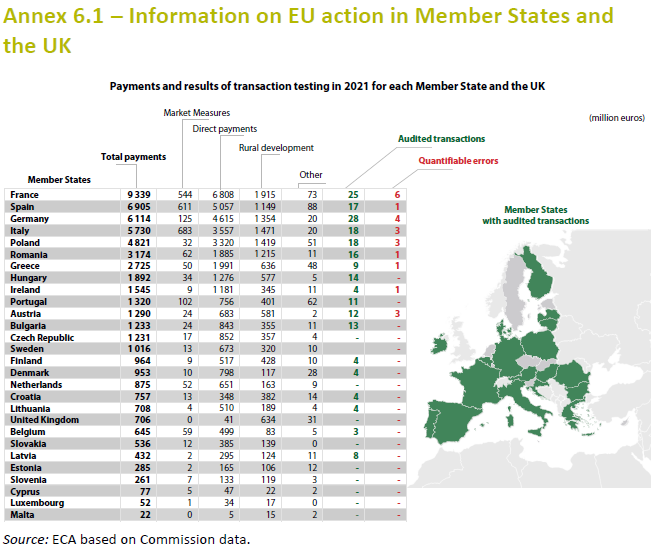 Annex 6.1 – Information on EU action in Member States and
the UK
Payments and results of transaction testing in 2021 for each Member State and the UK
(million euros)
Market Measures
Direct payments
Rural development
Other
Audited transactions
Quantifiable errors
Total payments
Member States
France 9 339 544 6 808 1 915 73 25 6
Spain 6 905 611 5 057 1 149 88 17 1
Germany 6 114 125 4 615 1 354 20 28 4
Italy 5 730 683 3 557 1 471 20 18 3
Poland 4 821 32 3 320 1 419 51 18 3
Romania 3 174 62 1 885 1 215 11 16 1
Greece 2 725 50 1 991 636 48 9 1
Hungary 1 892 34 1 276 577 5 14 -
Ireland 1 545 9 1 181 345 11 4 1
Portugal 1 320 102 756 401 62 11 -
Austria 1 290 24 683 581 2 12 3
Bulgaria 1 233 24 843 355 11 13 -
Czech Republic 1 231 17 852 357 4 - -
Sweden 1 016 13 673 320 10 - -
Finland 964 9 517 428 10 4 -
Denmark 953 10 798 117 28 4 -
Netherlands 875 52 651 163 9 - -
Croatia 757 13 348 382 14 4 -
Lithuania 708 4 510 189 4 4 -
United Kingdom 706 0 41 634 31 - -
Belgium 645 59 499 83 5 3 -
Slovakia 536 12 385 139 0 - -
Latvia 432 2 295 124 11 8 -
Estonia 285 2 165 106 12 - -
Slovenia 261 7 133 119 3 - -
Cyprus 77 5 47 22 2 - -
Luxembourg 52 1 34 17 0 - -
Malta 22 0 5 15 2 - -
Member States
with audited transactions
Source: ECA based on Commission data.